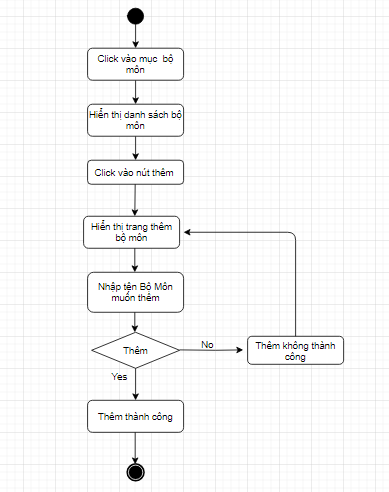 Click vào mục bộ
môn
Hiển thị danh sách bộ
môn
Click vào nút thêm
Hiển thị trang thêm
bộ môn
Nhập tện Bộ Môn
muốn thêm
Thêm
No
Thêm không thành
công
Yes
Thêm thành công